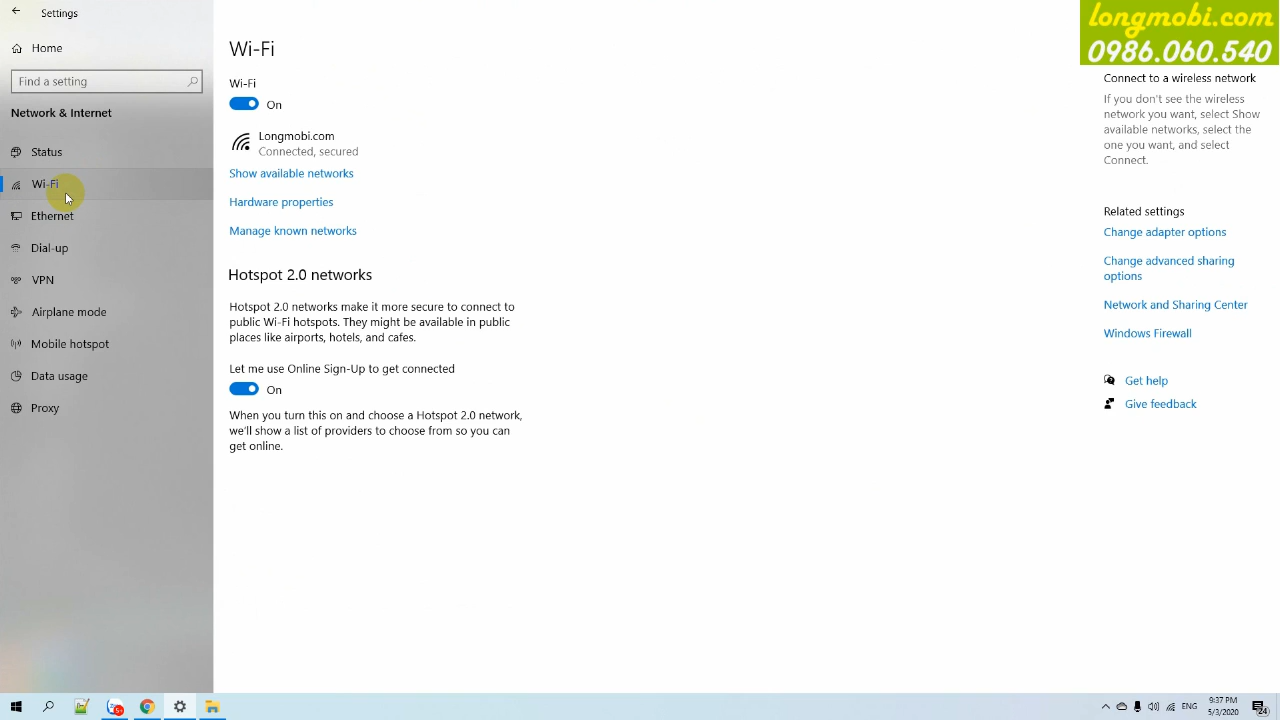 Settings
Home
Find a setting
Network & Internet
Status
Wi-Fi
Ethernet
Dial-up
VPN
Airplane mode
Mobile hotspot
Data usage
Proxy
Wi-Fi
Wi-Fi
On
Longmobi.com
Connected, secured
Show available networks
Hardware properties
Manage known networks
Hotspot 2.0 networks
Hotspot 2.0 networks make it more secure to connect to
public Wi-Fi hotspots. They might be available in public
places like airports, hotels, and cafes.
Let me use Online Sign-Up to get connected
On
When you turn this on and choose a Hotspot 2.0 network,
we'll show a list of providers to choose from so you can
get online.
longmobi.com
0986.060.540
Connect to a wireless network
If you don't see the wireless
network you want, select Show
available networks, select the
one you want, and select
Connect.
Related settings
Change adapter options
Change advanced sharing
options
Network and Sharing Center
Windows Firewall
Get help
Give feedback
5
ENG
9:37 PM
5/3/2020
24